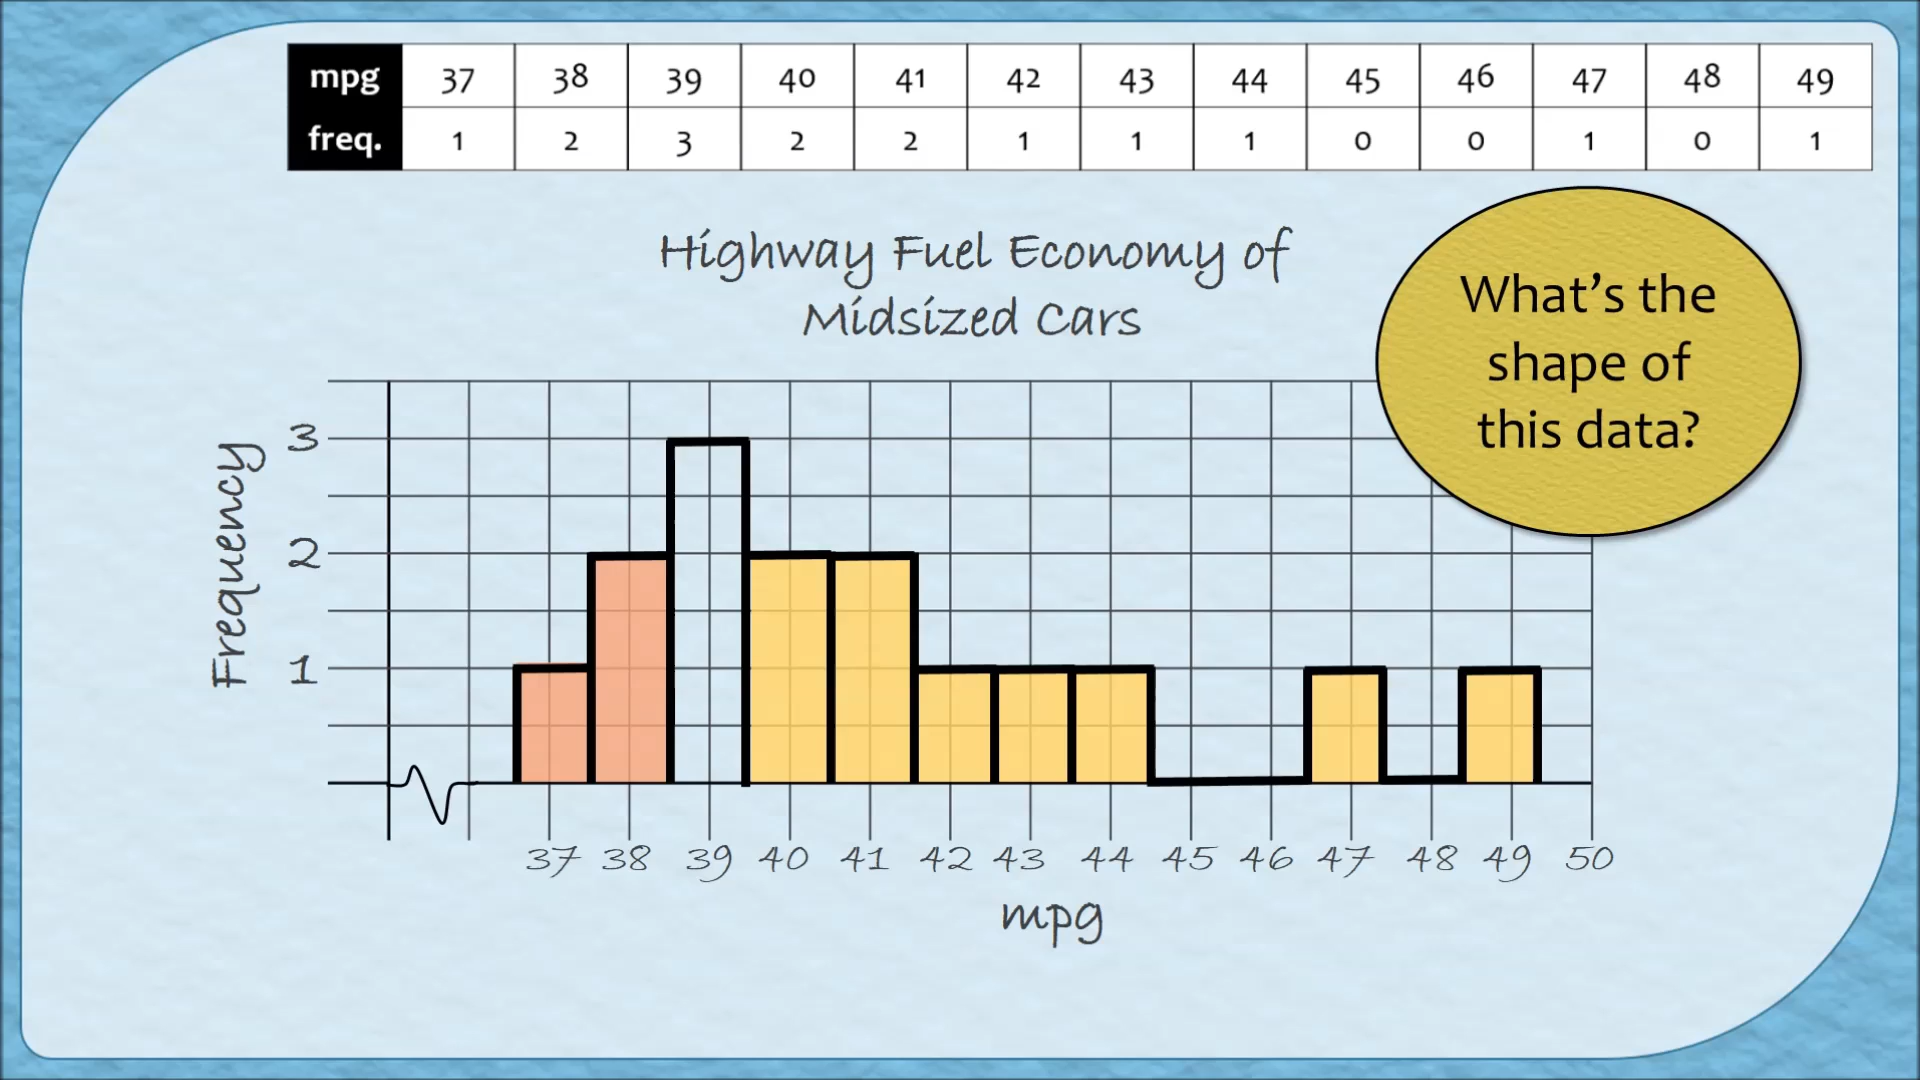 mpg 37 38 39 40 41 42 43 44 45 46 47 48 49
freq. 1 2 3 2 2 1 1 1 0 0 1 0 1
Highway Fuel Economy of
Midsized Cars
What's the
shape of
this data?
Frequency
3
2
1
37 38 39 40 41 42 43 44 45 46 47 48 49 50
mpg